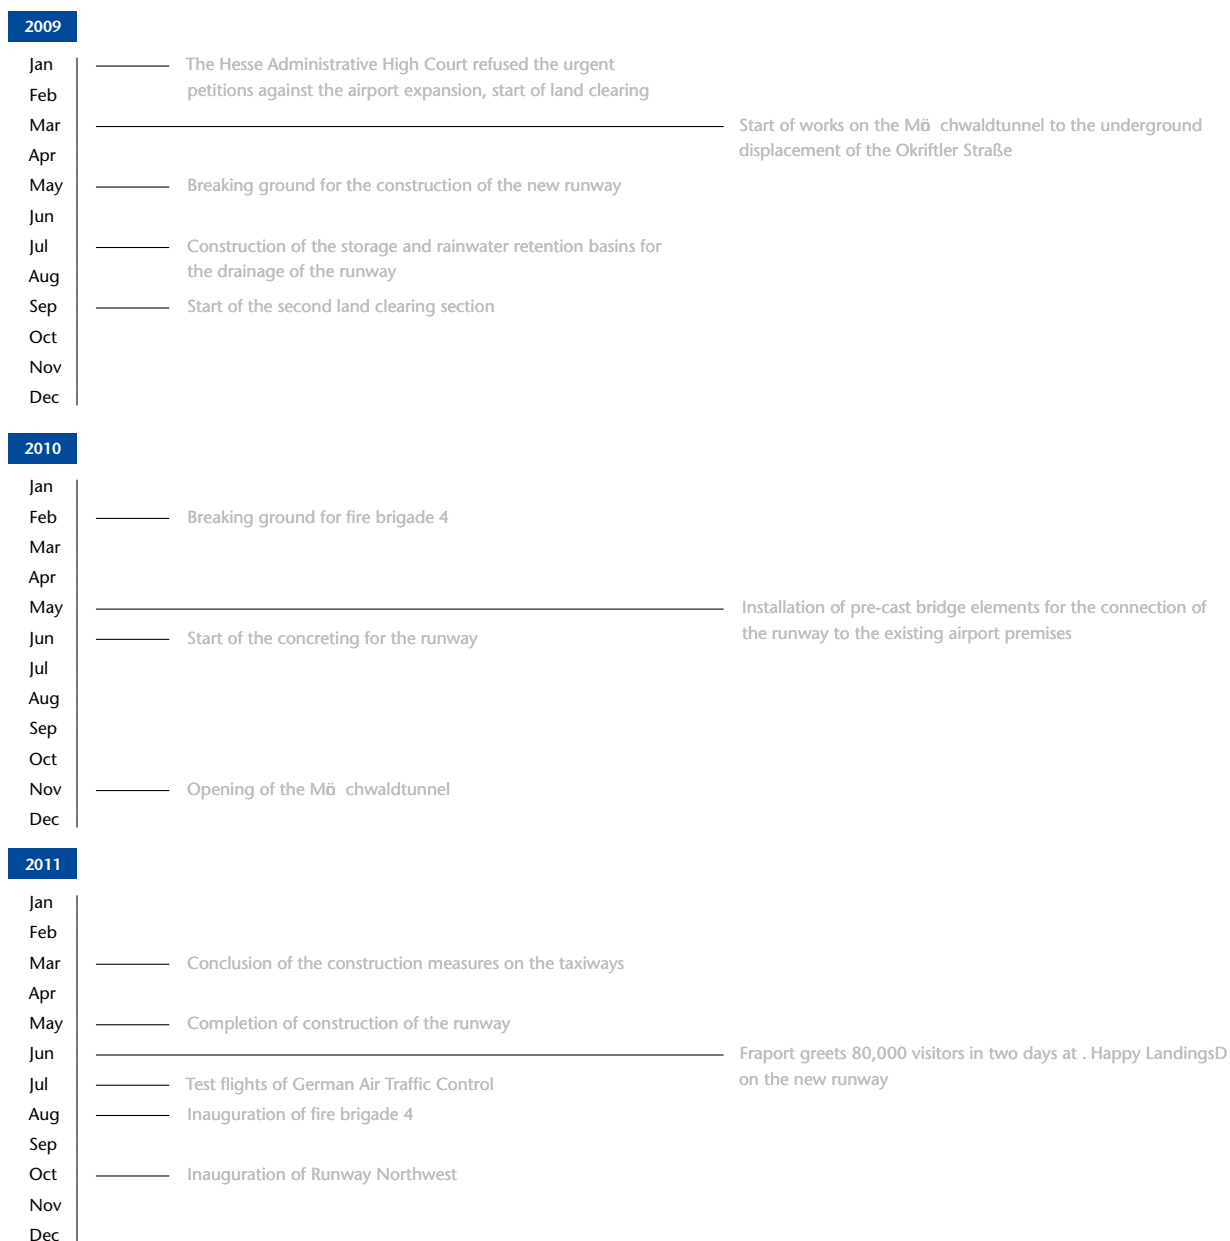 2009
Jan The Hesse Administrative High Court refused the urgent
Feb petitions against the airport expansion, start of land clearing
Mar Start of works on the Mö chwaldtunnel to the underground
displacement of the Okriftler Straße
Apr
May Breaking ground for the construction of the new runway
Jun
Jul Construction of the storage and rainwater retention basins for
the drainage of the runway
Aug
Sep Start of the second land clearing section
Oct
Nov
Dec
2010
Jan
Feb Breaking ground for fire brigade 4
Mar
Apr
May Installation of pre-cast bridge elements for the connection of
the runway to the existing airport premises
Jun Start of the concreting for the runway
Jul
Aug
Sep
Oct
Nov Opening of the Mö chwaldtunnel
Dec
2011
Jan
Feb
Mar Conclusion of the construction measures on the taxiways
Apr
May Completion of construction of the runway
Jun Fraport greets 80,000 visitors in two days at . Happy LandingsD
on the new runway
Jul Test flights of German Air Traffic Control
Aug Inauguration of fire brigade 4
Sep
Oct Inauguration of Runway Northwest
Nov
Dec